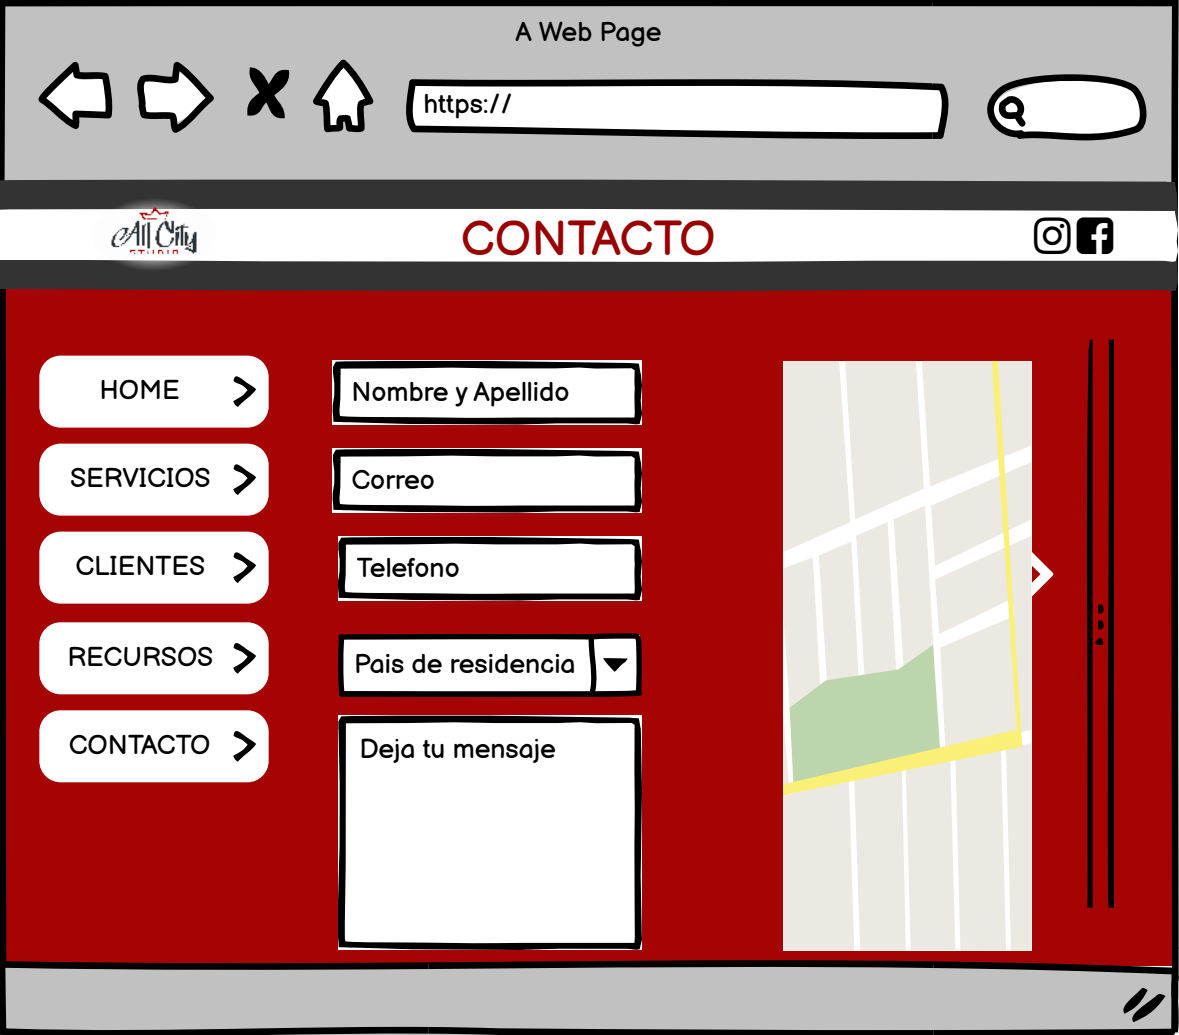 A Web Page
https://
All City
STUDIO
CONTACTO
HOME
SERVICIOS
CLIENTES
RECURSOS
CONTACTO
Nombre y Apellido
Correo
Telefono
Pais de residencia
Deja tu mensaje